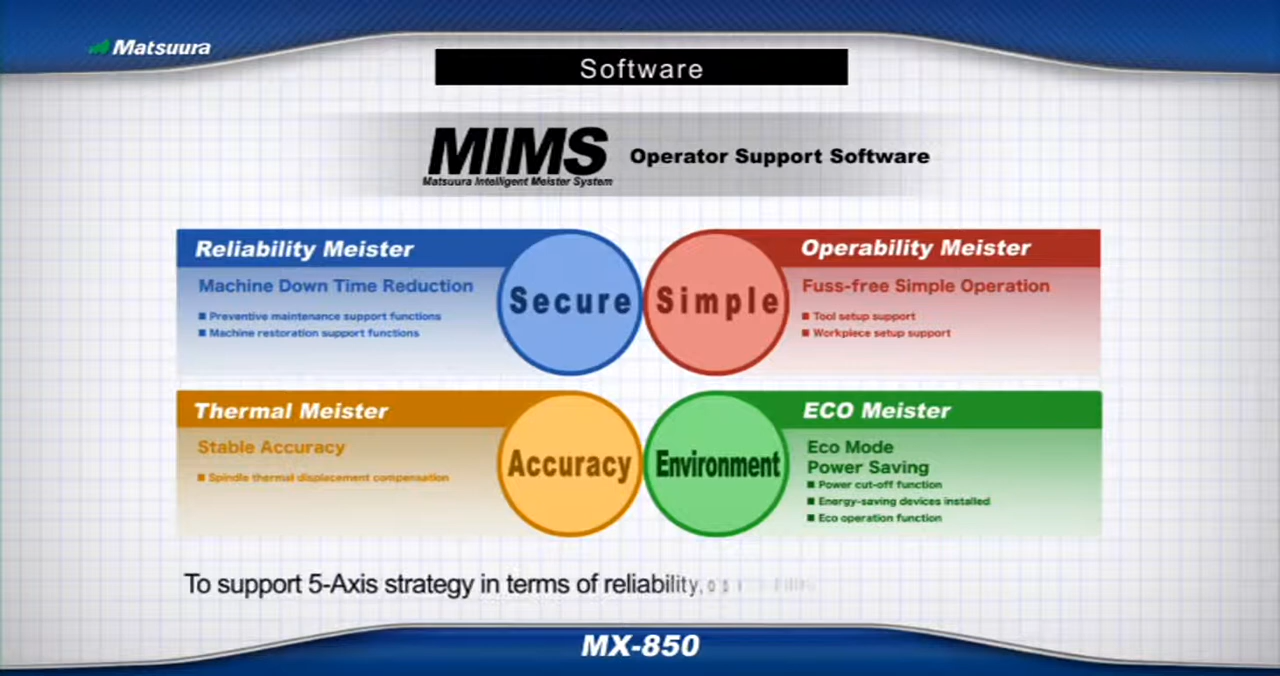 Matsuura
Software
MIMS
Matsuura Intelligent Meister System
Operator Support Software
Reliability Meister
Machine Down Time Reduction
■ Preventive maintenance support functions
■ Machine restoration support functions
Secure
Simple
Operability Meister
Fuss-free Simple Operation
■ Tool setup support
■ Workpiece setup support
Thermal Meister
Stable Accuracy
■ Spindle thermal displacement compensation
Accuracy
Environment
ECO Meister
Eco Mode
Power Saving
■ Power cut-off function
■ Energy-saving devices installed
■ Eco operation function
To support 5-Axis strategy in terms of reliability,
MX-850